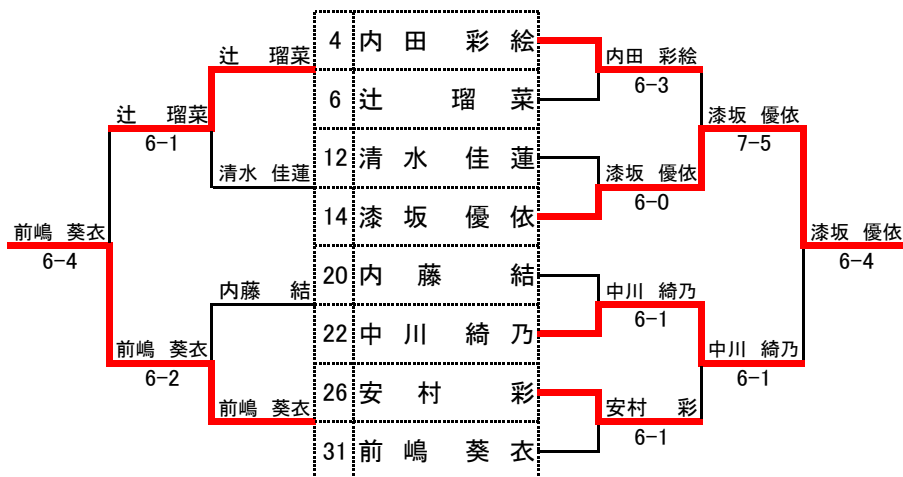 4 内田 彩絵
辻 瑠菜
内田 彩絵
6-3
6 辻 瑠菜
辻 瑠菜
6-1
漆坂 優依
7-5
12 清水 佳蓮
清水 佳蓮
漆坂 優依
6-0
14 漆坂 優依
前嶋 葵衣
6-4
漆坂 優依
6-4
20 内藤 結
内藤 結
中川 綺乃
6-1
22 中川 綺乃
前嶋 葵衣
6-2
中川 綺乃
6-1
26 安村 彩
前嶋 葵衣
安村 彩
6-1
31 前嶋 葵衣